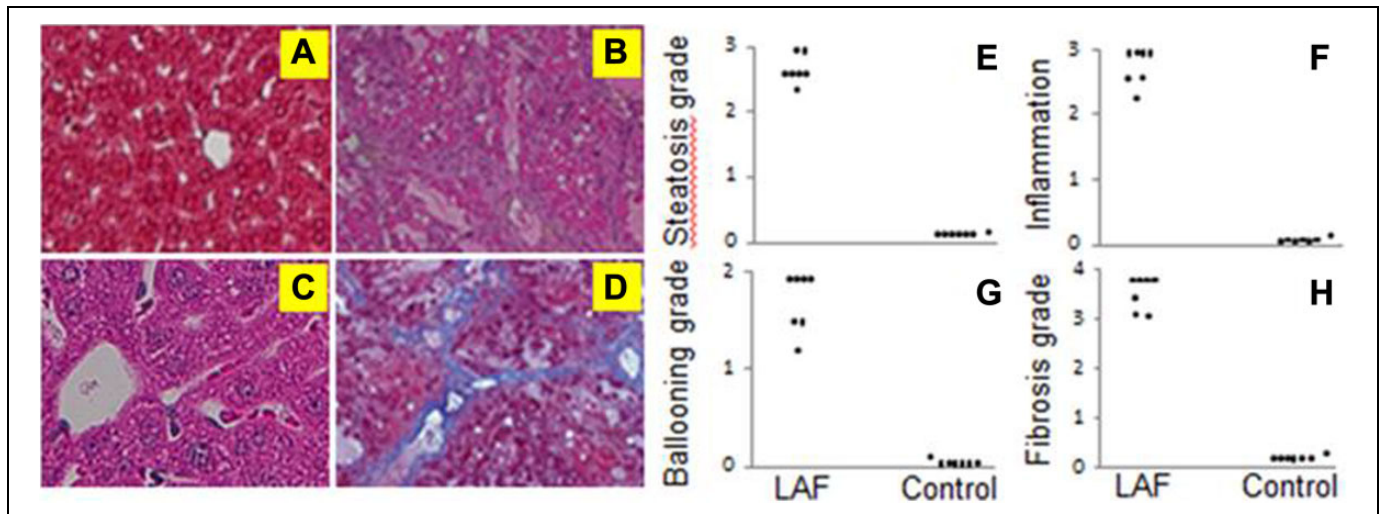 A
B
C
CV
D
Steatosis grade
3
2
1
0
E
Inflammation
3
2
1
0
F
Ballooning grade
2
1
0
G
LAF Control
Fibrosis grade
4
3
2
1
0
H
LAF Control